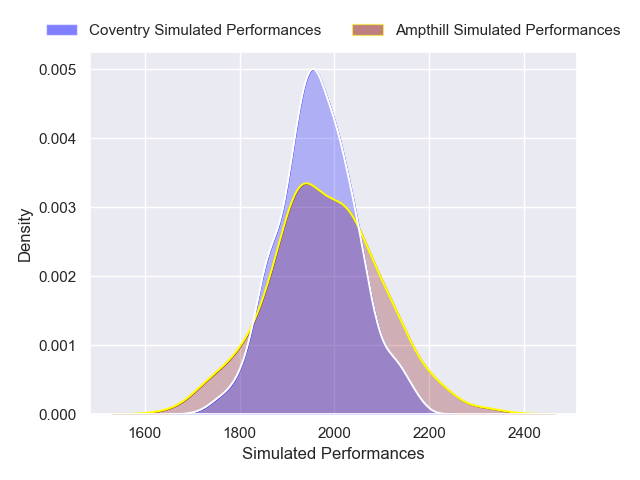 Coventry Simulated Performances
Ampthill Simulated Performances
0.005
0.004
0.003
0.002
0.001
0.000
Density
1600 1800 2000 2200 2400
Simulated Performances